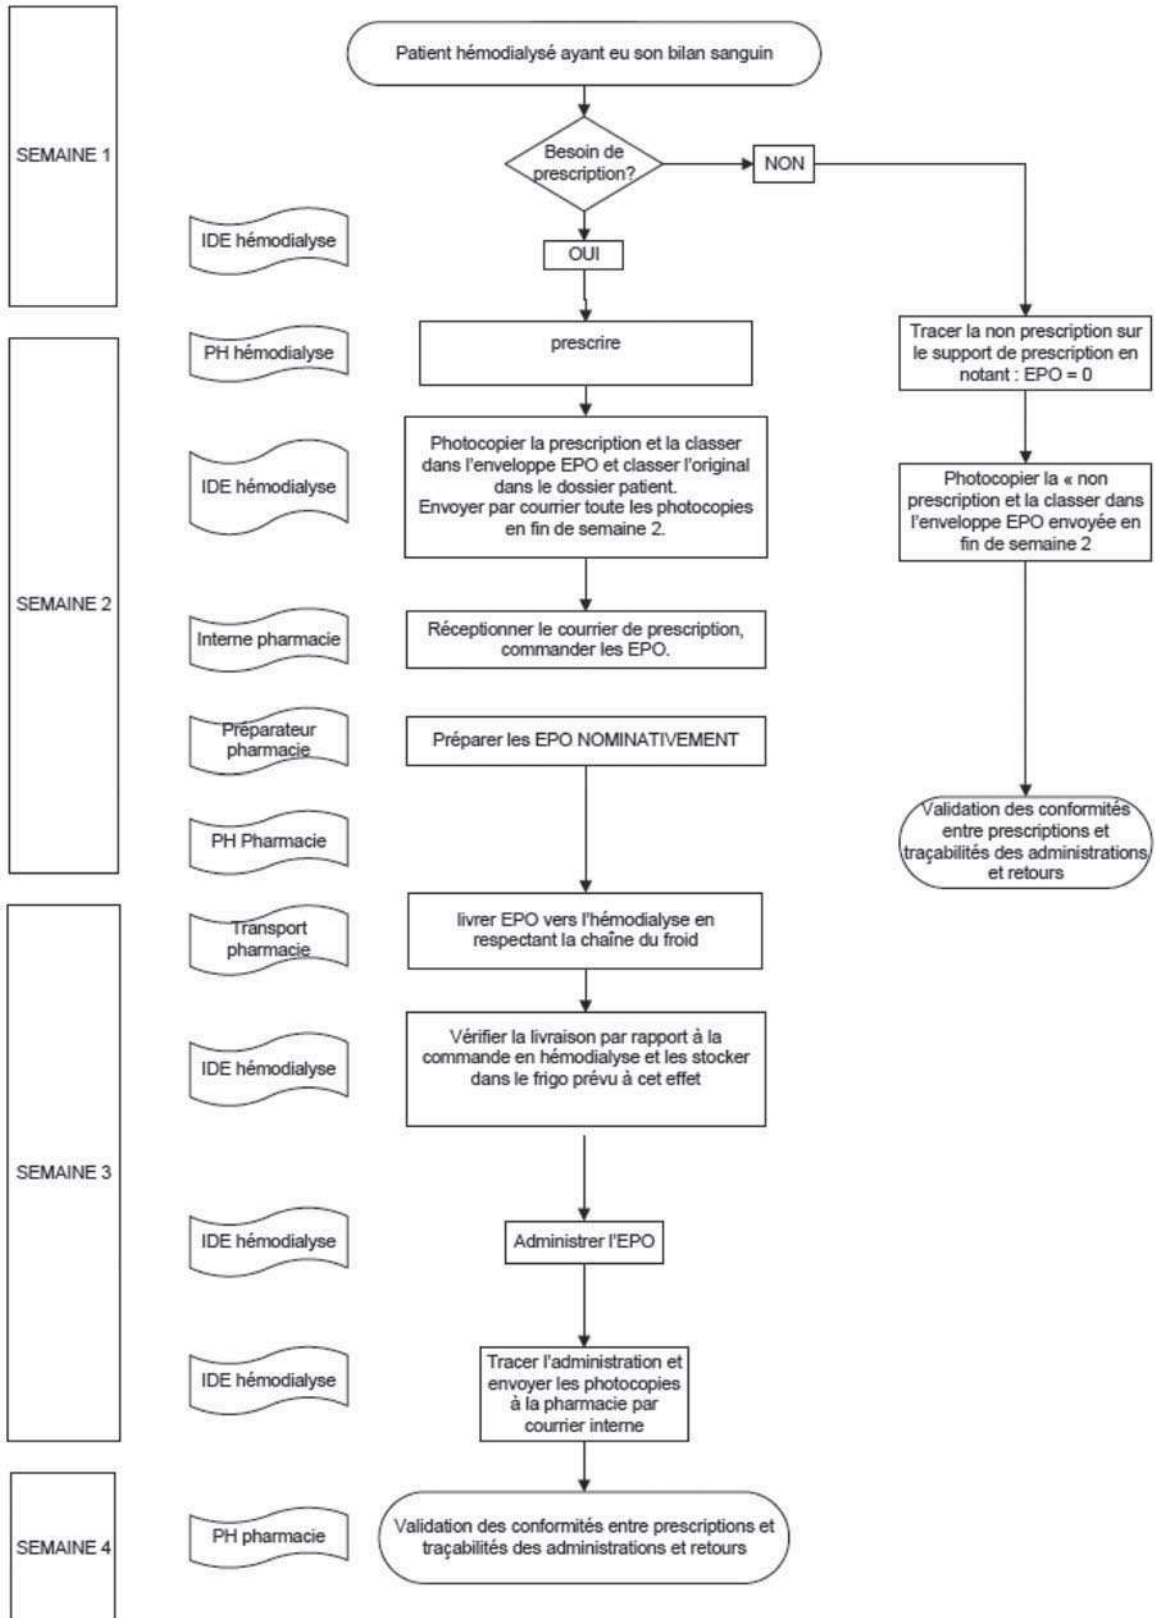 Patient hémodialysé ayant eu son bilan sanguin
SEMAINE 1
Besoin de
prescription?
NON
IDE hémodialyse
OUI
PH hémodialyse
prescrire
Tracer la non prescription sur
le support de prescription en
notant : EPO = 0
IDE hémodialyse
Photocopier la prescription et la classer
dans l'enveloppe EPO et classer l'original
dans le dossier patient.
Envoyer par courrier toute les photocopies
en fin de semaine 2.
Photocopier la « non
prescription et la classer dans
l'enveloppe EPO envoyée en
fin de semaine 2
SEMAINE 2
Interne pharmacie
Réceptionner le courrier de prescription,
commander les EPO.
Préparateur
pharmacie
Préparer les EPO NOMINATIVEMENT
PH Pharmacie
Validation des conformités
entre prescriptions et
traçabilités des administrations
et retours
Transport
pharmacie
livrer EPO vers l'hémodialyse en
respectant la chaîne du froid
IDE hémodialyse
Vérifier la livraison par rapport à la
commande en hémodialyse et les stocker
dans le frigo prévu à cet effet
SEMAINE 3
IDE hémodialyse
Administrer l'EPO
IDE hémodialyse
Tracer l'administration et
envoyer les photocopies
à la pharmacie par
courrier interne
SEMAINE 4
PH pharmacie
Validation des conformités entre prescriptions et
traçabilités des administrations et retours